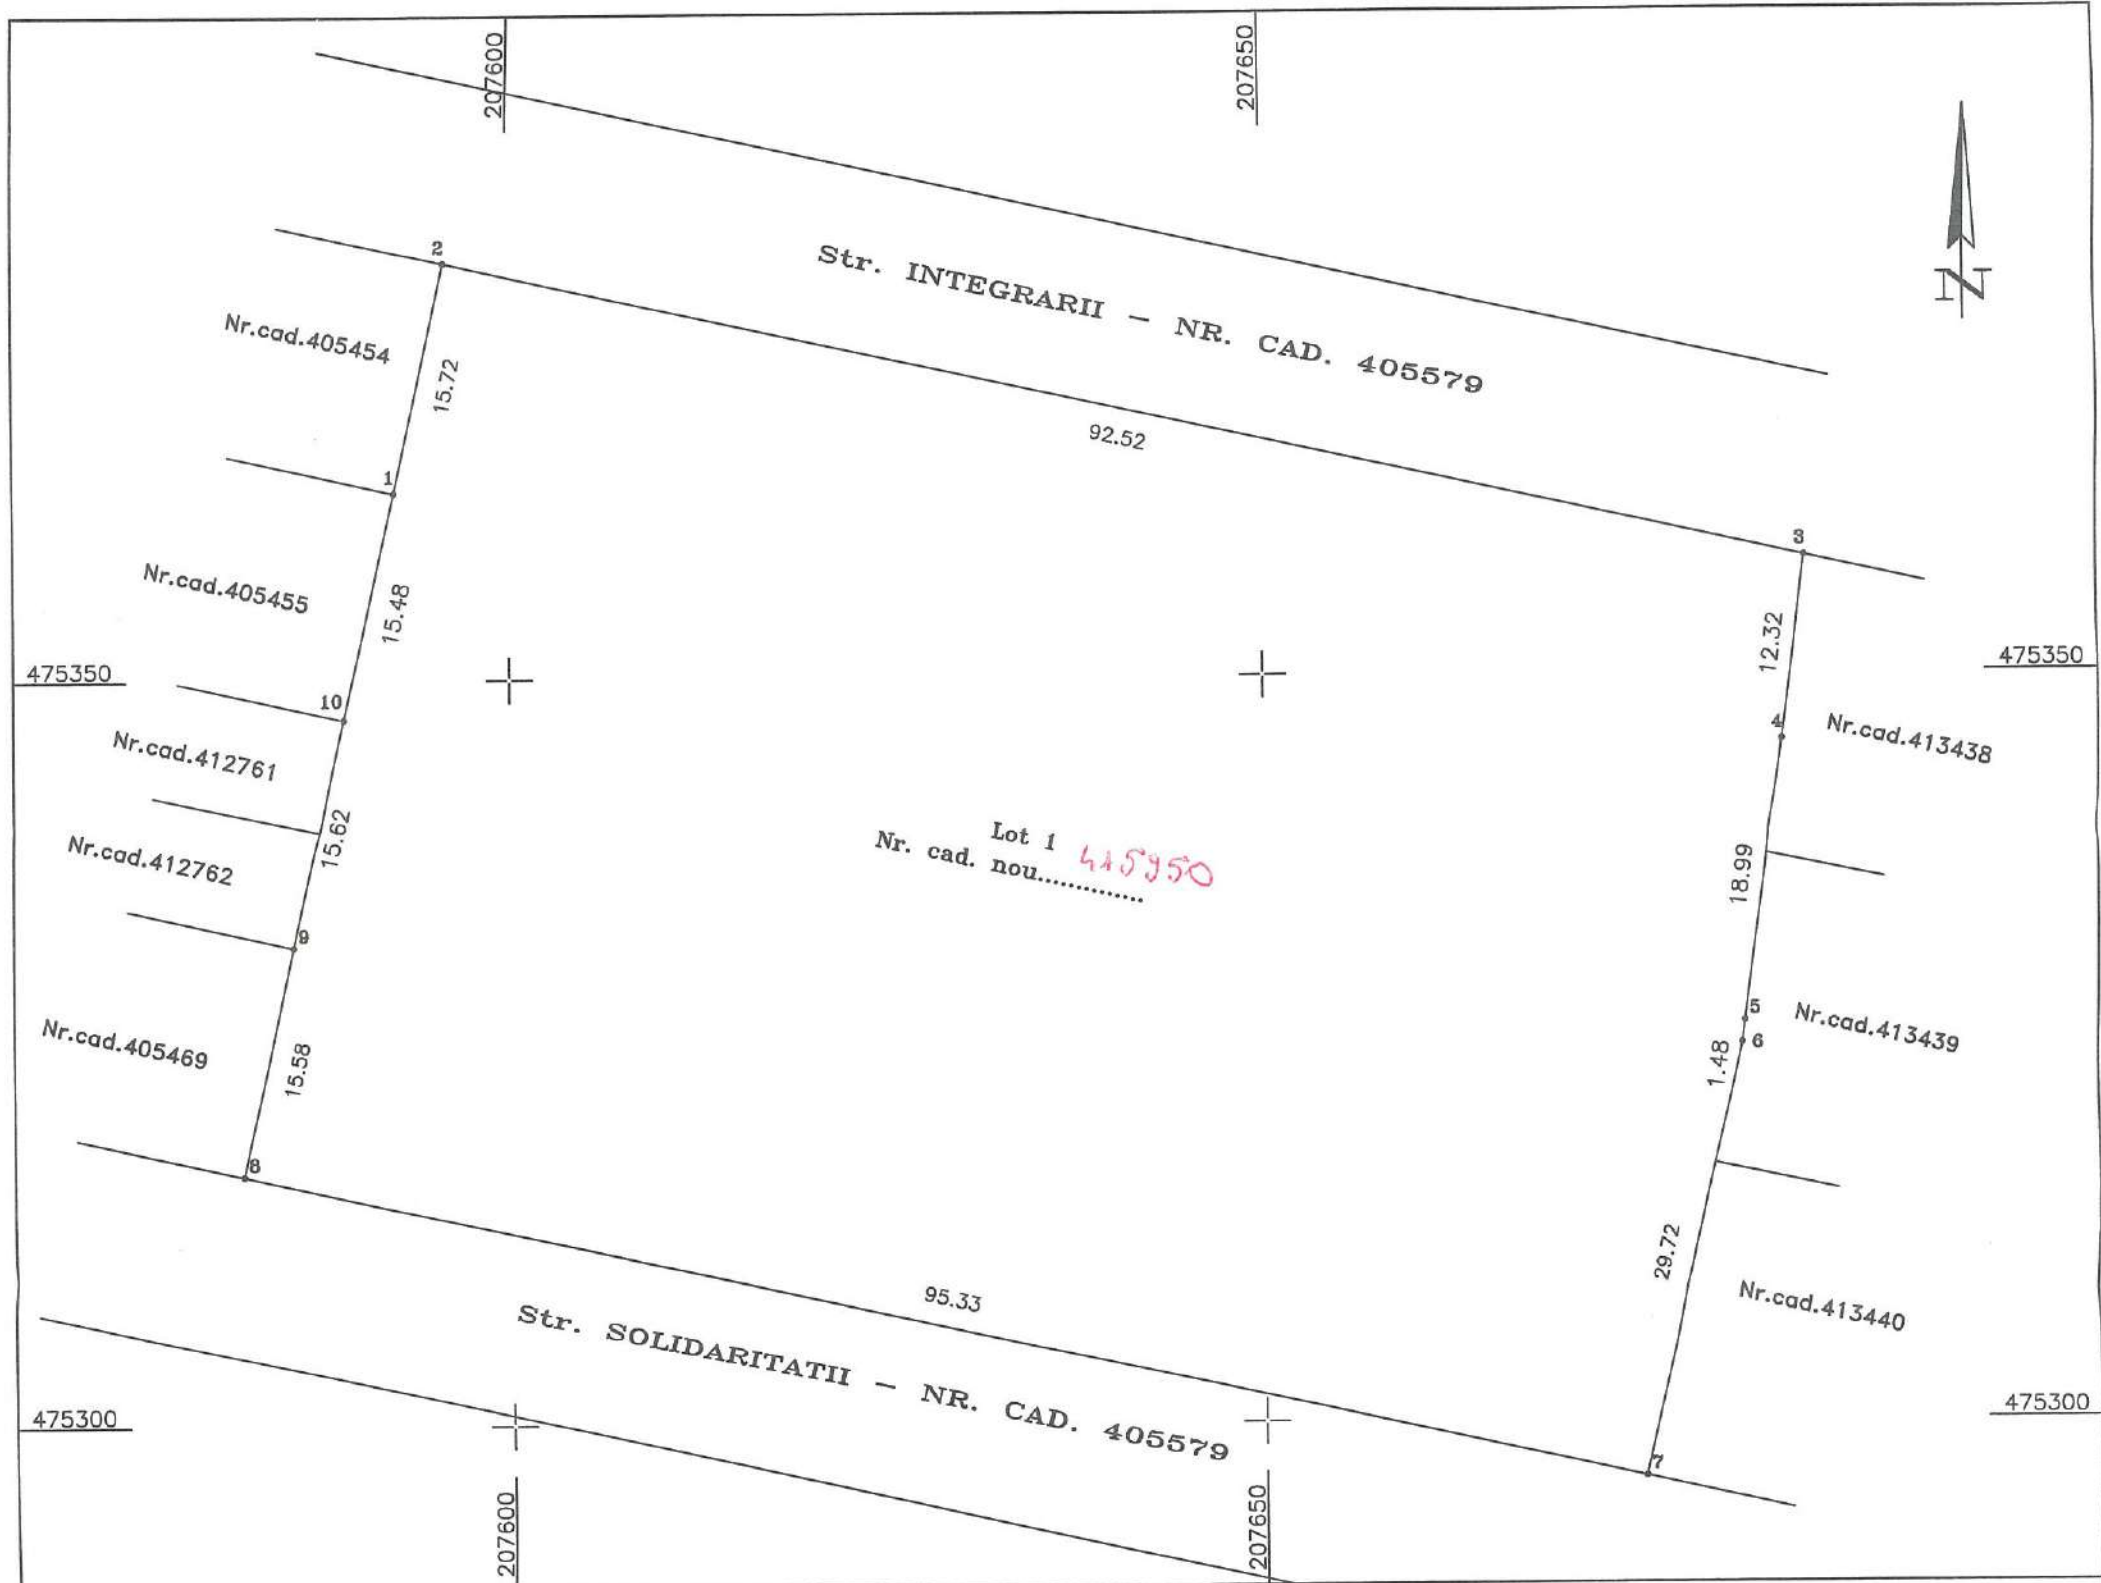 207600
207650
N
2
Str. INTEGRARII - NR. CAD. 405579
Nr.cad.405454
15.72
92.52
1
3
Nr.cad.405455
15.48
12.32
475350
475350
10
4
Nr.cad.413438
Nr.cad.412761
15.62
Lot 1
Nr. cad. nou.............. 415950
18.99
Nr.cad.412762
9
5
Nr.cad.413439
6
Nr.cad.405469
15.58
1.48
8
29.72
95.33
Nr.cad.413440
Str. SOLIDARITATII - NR. CAD. 405579
475300
475300
7
207600
207650